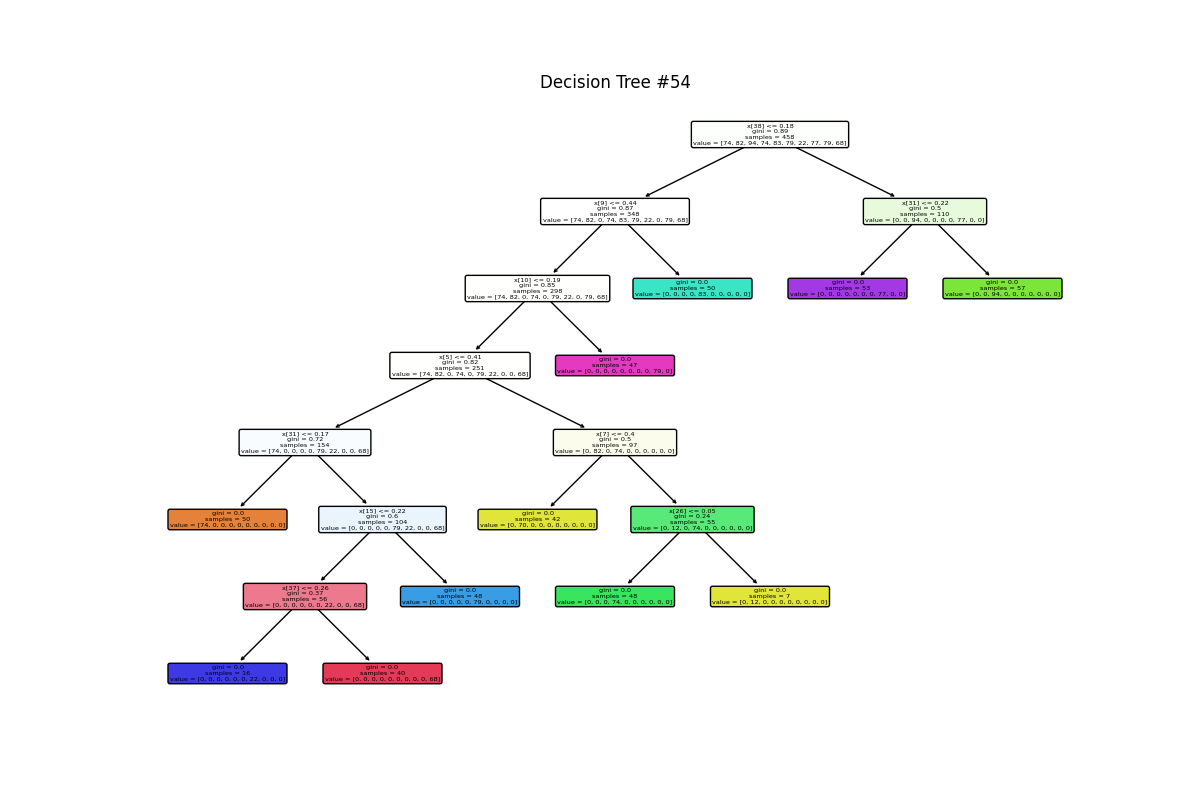 Decision Tree #54
x[38] <= 0.18
gini = 0.89
samples = 458
value = [74, 82, 94, 74, 83, 79, 22, 77, 79, 68]
x[9] <= 0.44
gini = 0.87
samples = 348
value = [74, 82, 0, 74, 83, 79, 22, 0, 79, 68]
x[31] <= 0.22
gini = 0.5
samples = 110
value = [0, 0, 94, 0, 0, 0, 0, 77, 0, 0]
x[10] <= 0.19
gini = 0.85
samples = 298
value = [74, 82, 0, 74, 0, 79, 22, 0, 79, 68]
gini = 0.0
samples = 50
value = [0, 0, 0, 0, 83, 0, 0, 0, 0, 0]
gini = 0.0
samples = 53
value = [0, 0, 0, 0, 0, 0, 0, 77, 0, 0]
gini = 0.0
samples = 57
value = [0, 0, 94, 0, 0, 0, 0, 0, 0, 0]
x[5] <= 0.41
gini = 0.82
samples = 251
value = [74, 82, 0, 74, 0, 79, 22, 0, 0, 68]
gini = 0.0
samples = 47
value = [0, 0, 0, 0, 0, 0, 0, 0, 79, 0]
x[31] <= 0.17
gini = 0.72
samples = 154
value = [74, 0, 0, 0, 0, 79, 22, 0, 0, 68]
x[7] <= 0.4
gini = 0.5
samples = 97
value = [0, 82, 0, 74, 0, 0, 0, 0, 0, 0]
gini = 0.0
samples = 50
value = [74, 0, 0, 0, 0, 0, 0, 0, 0, 0]
x[15] <= 0.22
gini = 0.6
samples = 104
value = [0, 0, 0, 0, 0, 79, 22, 0, 0, 68]
gini = 0.0
samples = 42
value = [0, 70, 0, 0, 0, 0, 0, 0, 0, 0]
x[26] <= 0.05
gini = 0.24
samples = 55
value = [0, 12, 0, 74, 0, 0, 0, 0, 0, 0]
x[37] <= 0.26
gini = 0.37
samples = 56
value = [0, 0, 0, 0, 0, 0, 22, 0, 0, 68]
gini = 0.0
samples = 48
value = [0, 0, 0, 0, 0, 79, 0, 0, 0, 0]
gini = 0.0
samples = 48
value = [0, 0, 0, 74, 0, 0, 0, 0, 0, 0]
gini = 0.0
samples = 7
value = [0, 12, 0, 0, 0, 0, 0, 0, 0, 0]
gini = 0.0
samples = 16
value = [0, 0, 0, 0, 0, 0, 22, 0, 0, 0]
gini = 0.0
samples = 40
value = [0, 0, 0, 0, 0, 0, 0, 0, 0, 68]